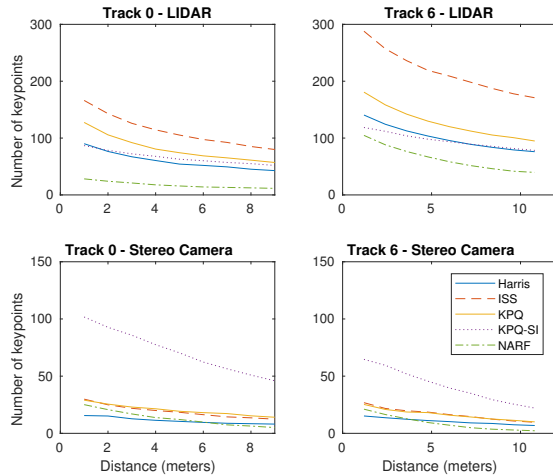 Track 0 - LIDAR
Track 6 - LIDAR
Number of keypoints
300
200
100
0
0 2 4 6 8
300
200
100
0
0 5 10
Track 0 - Stereo Camera
Track 6 - Stereo Camera
Number of keypoints
150
100
50
0
0 2 4 6 8
Distance (meters)
150
100
50
0
0 5 10
Distance (meters)
Harris
ISS
KPQ
KPQ-SI
NARF